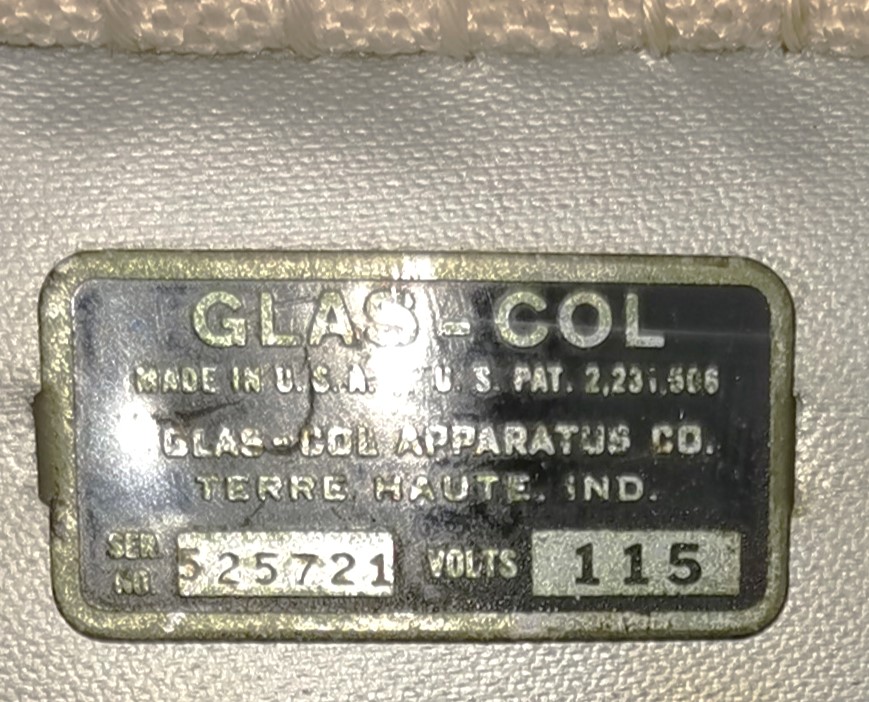 GLAS-COL
MADE IN U.S.A. U.S. PAT. 2,231,506
GLAS-COL APPARATUS CO.
TERRE HAUTE, IND.
SER. NO. 525721 VOLTS 115